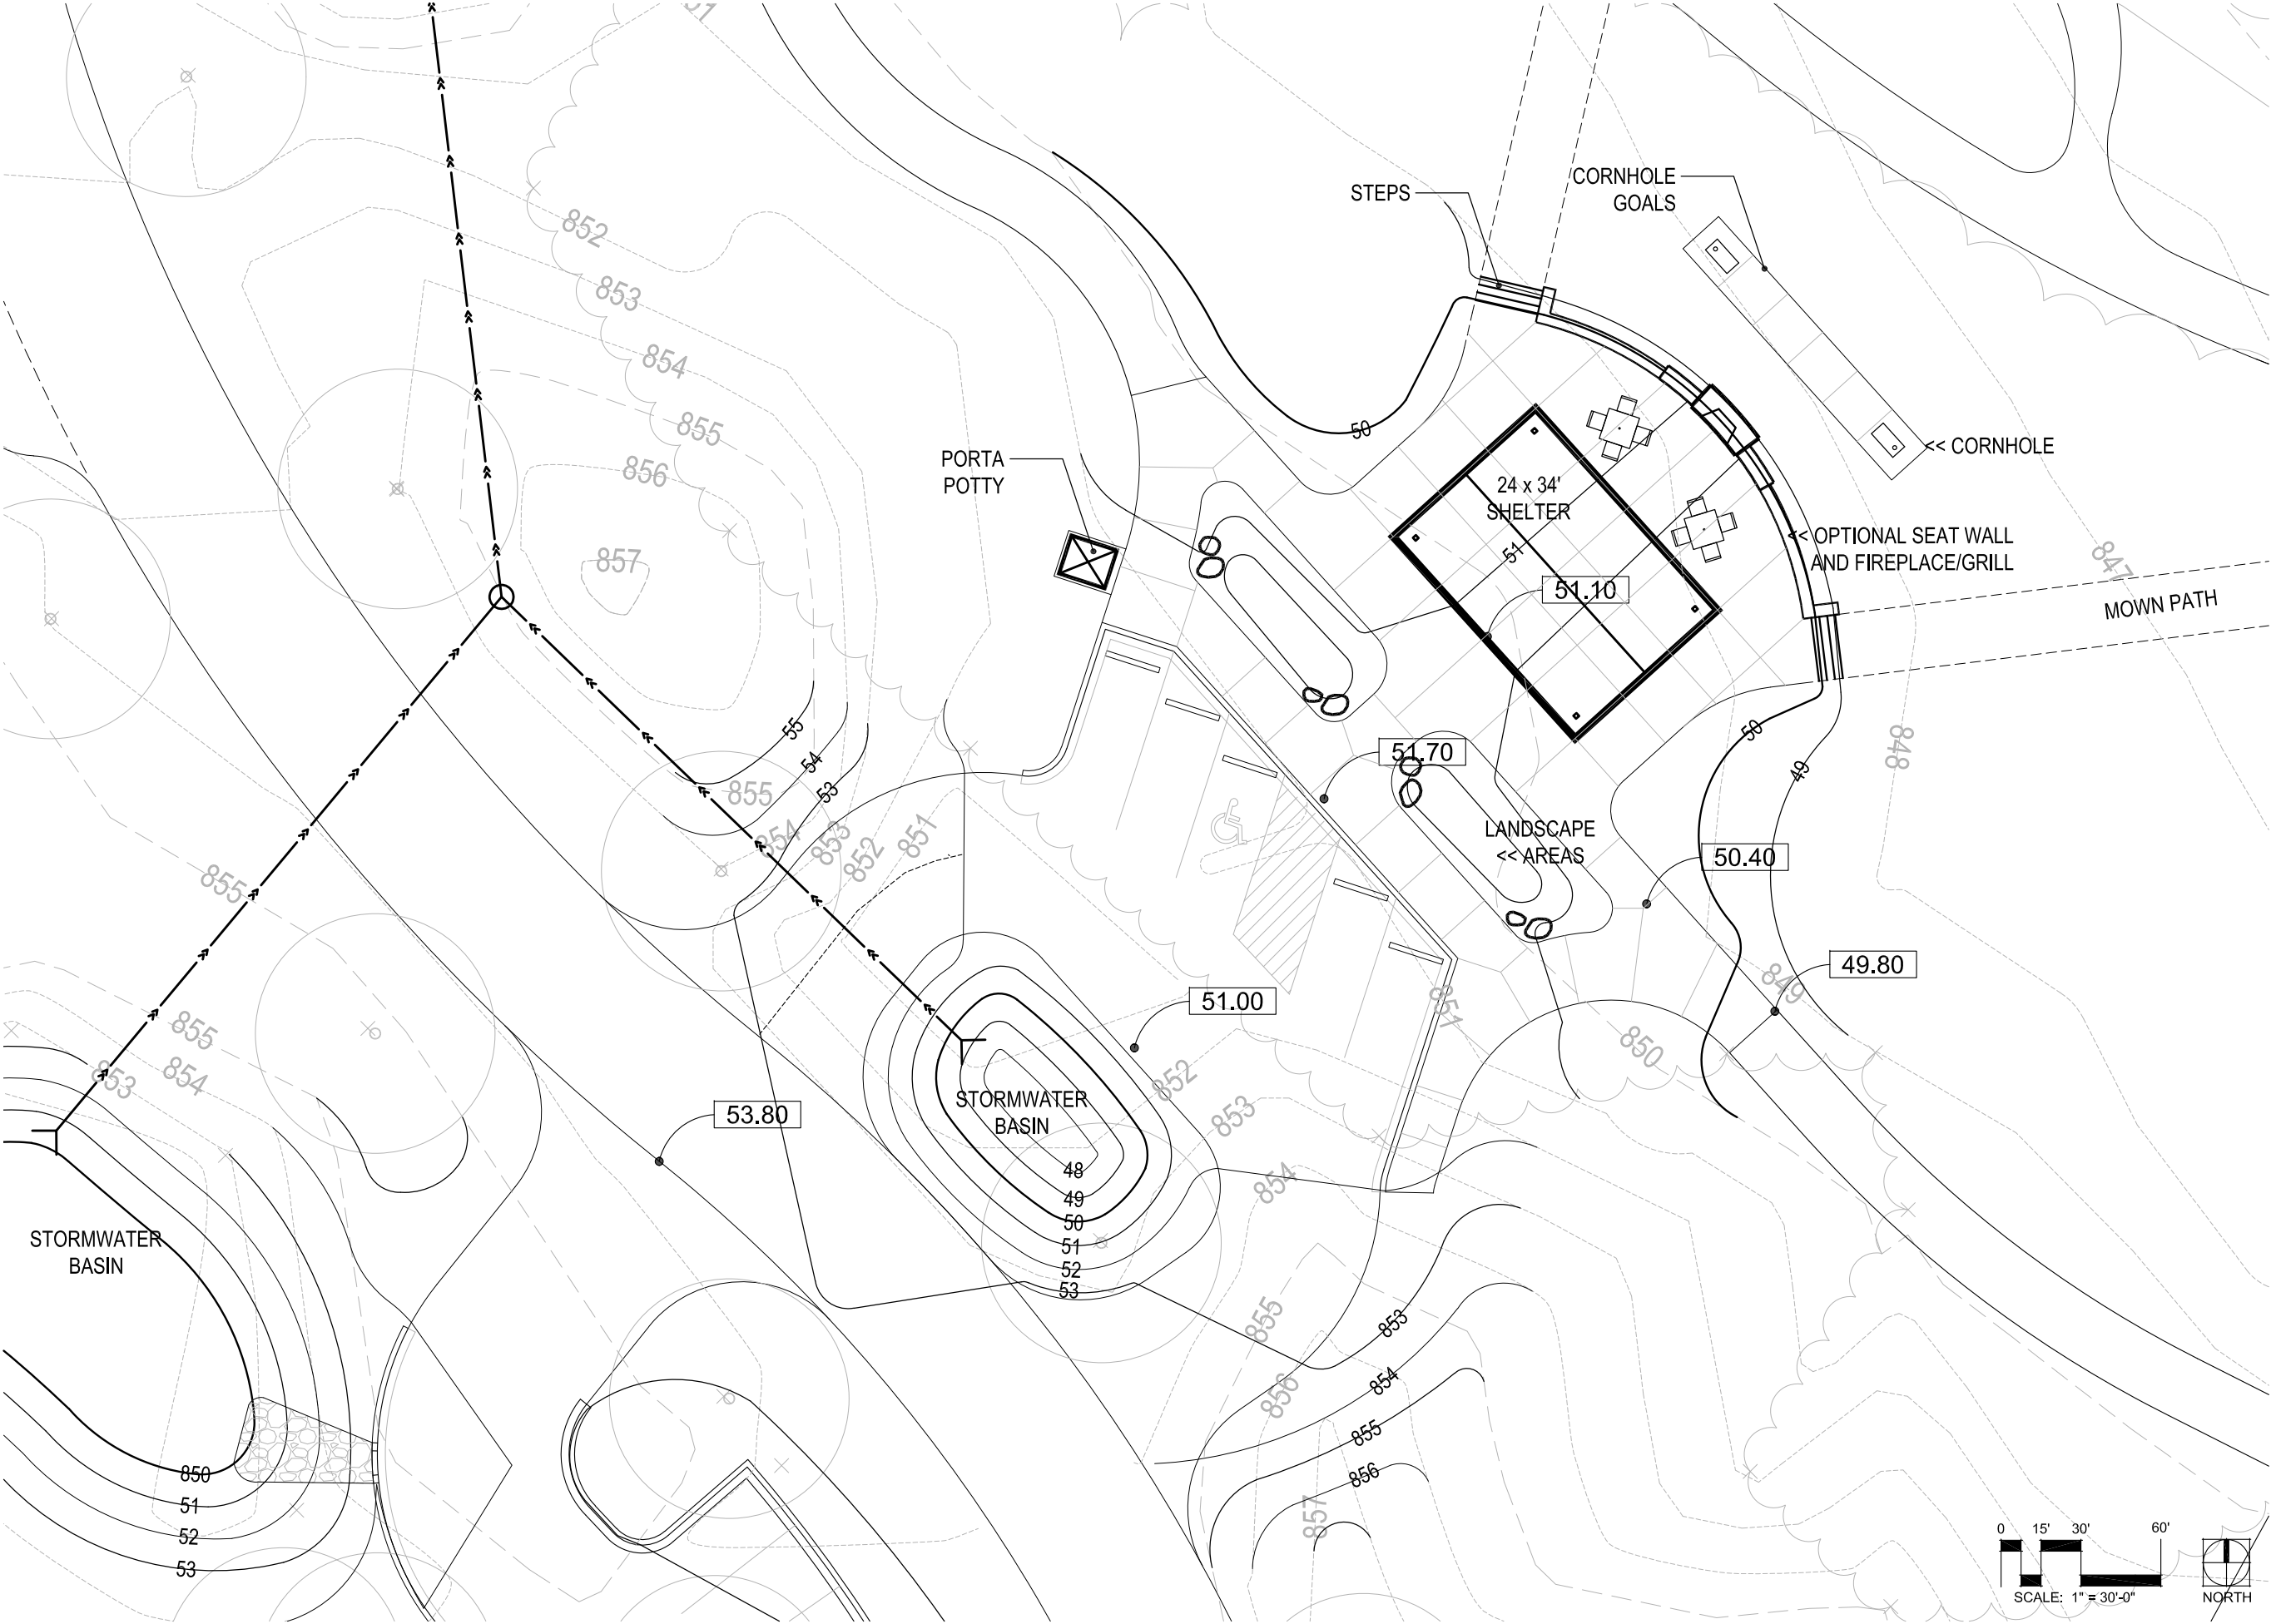 51
STEPS
CORNHOLE
GOALS
852
853
854
855
856
857
50
PORTA
POTTY
<< CORNHOLE
24 x 34'
SHELTER
51
51.10
<< OPTIONAL SEAT WALL
AND FIREPLACE/GRILL
847
MOWN PATH
55
54
53
855
854
853
852
851
51.70
50
49
848
LANDSCAPE
<< AREAS
50.40
855
855
854
853
51.00
851
49.80
849
850
852
853
854
53.80
STORMWATER
BASIN
48
49
50
51
52
53
STORMWATER
BASIN
855
856
857
853
854
855
856
850
51
52
53
0 15' 30' 60'
SCALE: 1" = 30'-0"
NORTH